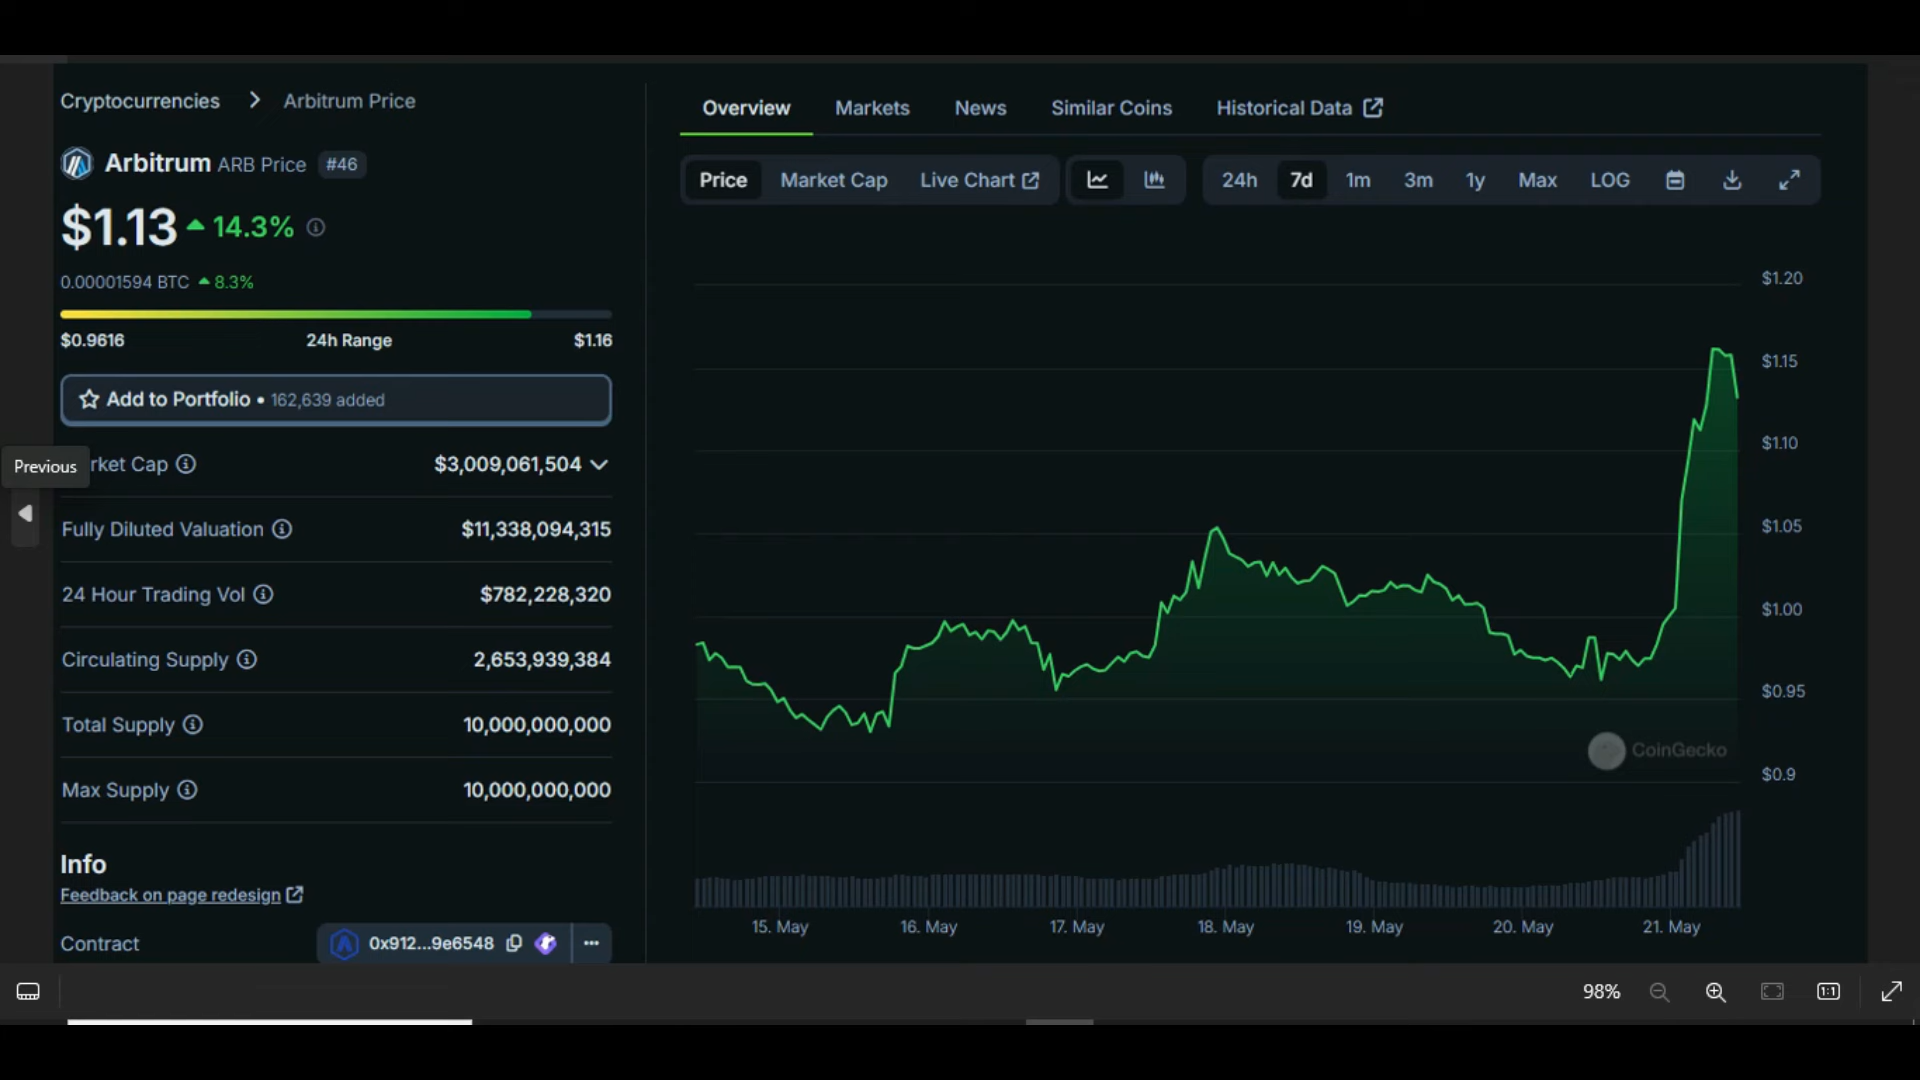 Cryptocurrencies > Arbitrum Price
Arbitrum ARB Price #46
$1.13 14.3%
0.00001594 BTC 8.3%
$0.9616 24h Range $1.16
Add to Portfolio • 162,639 added
Previous
rket Cap $3,009,061,504
Fully Diluted Valuation $11,338,094,315
24 Hour Trading Vol $782,228,320
Circulating Supply 2,653,939,384
Total Supply 10,000,000,000
Max Supply 10,000,000,000
Info
Feedback on page redesign
Contract 0x912...9e6548
Overview Markets News Similar Coins Historical Data
Price Market Cap Live Chart 24h 7d 1m 3m 1y Max LOG
$1.20
$1.15
$1.10
$1.05
$1.00
$0.95
$0.9
CoinGecko
15. May 16. May 17. May 18. May 19. May 20. May 21. May
98% 1:1